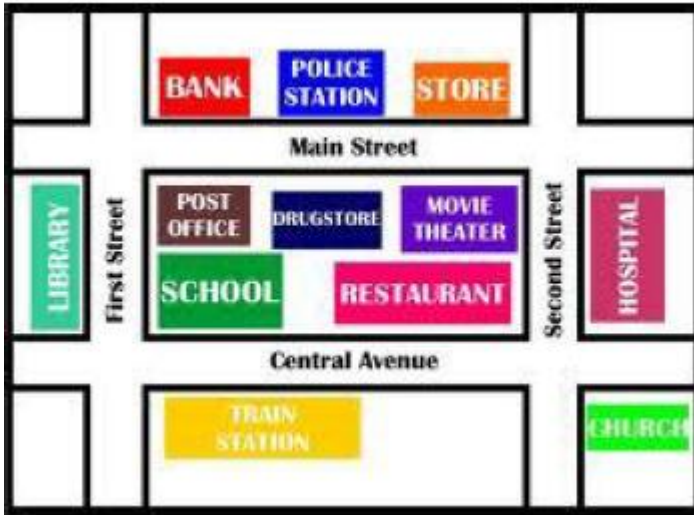 BANK
POLICE
STATION
STORE
Main Street
LIBRARY
First Street
POST
OFFICE
DRUGSTORE
MOVIE
THEATER
Second Street
HOSPITAL
SCHOOL
RESTAURANT
Central Avenue
TRAIN
STATION
CHURCH